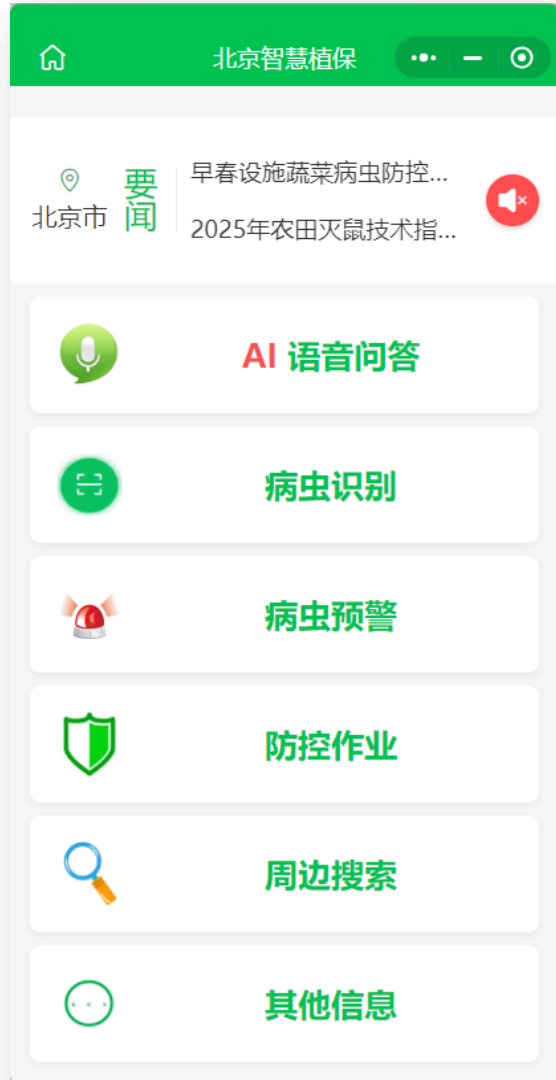 北京智慧植保
北京市
要闻
早春设施蔬菜病虫防控...
2025年农田灭鼠技术指...
AI 语音问答
病虫识别
病虫预警
防控作业
周边搜索
其他信息